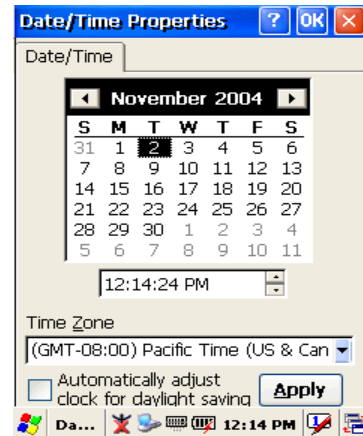 Date/Time Properties ? OK ×
Date/Time
November 2004
S M T W T F S
31 1 2 3 4 5 6
7 8 9 10 11 12 13
14 15 16 17 18 19 20
21 22 23 24 25 26 27
28 29 30 1 2 3 4
5 6 7 8 9 10 11
12:14:24 PM
Time Zone
(GMT-08:00) Pacific Time (US & Can
Automatically adjust
clock for daylight saving
Apply
Da... 12:14 PM